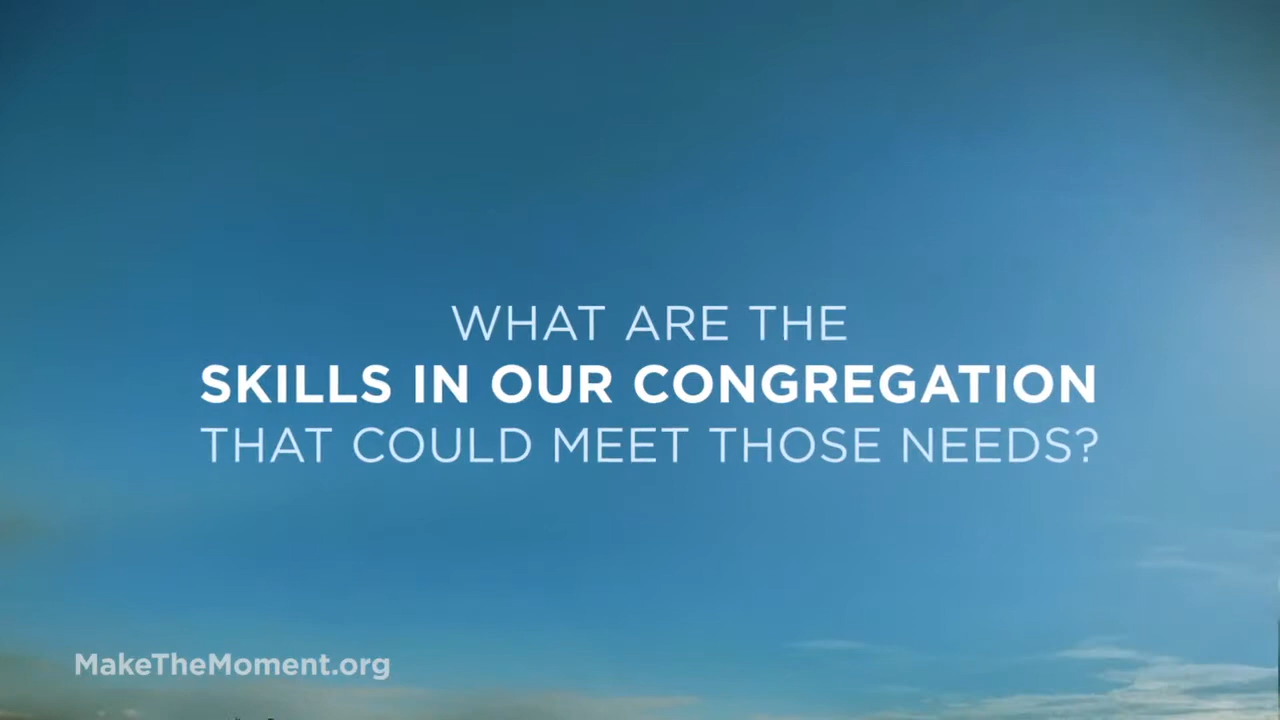 WHAT ARE THE
SKILLS IN OUR CONGREGATION
THAT COULD MEET THOSE NEEDS?
MakeTheMoment.org